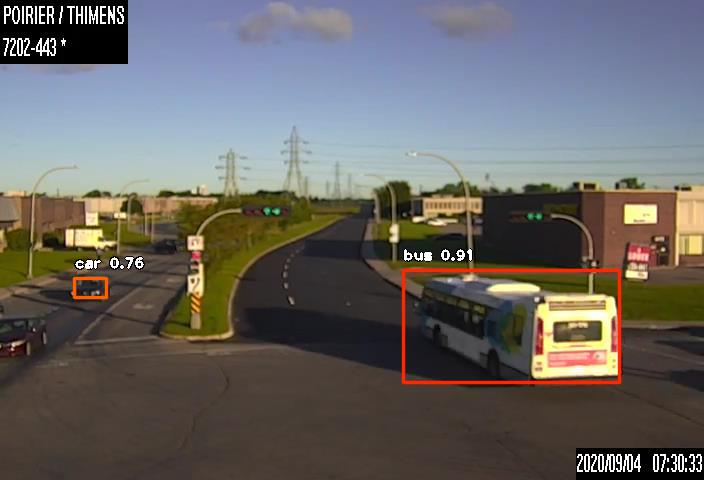 POIRIER / THIMENS
7202-443 *
car 0.76
bus 0.91
2020/09/04 07:30:33